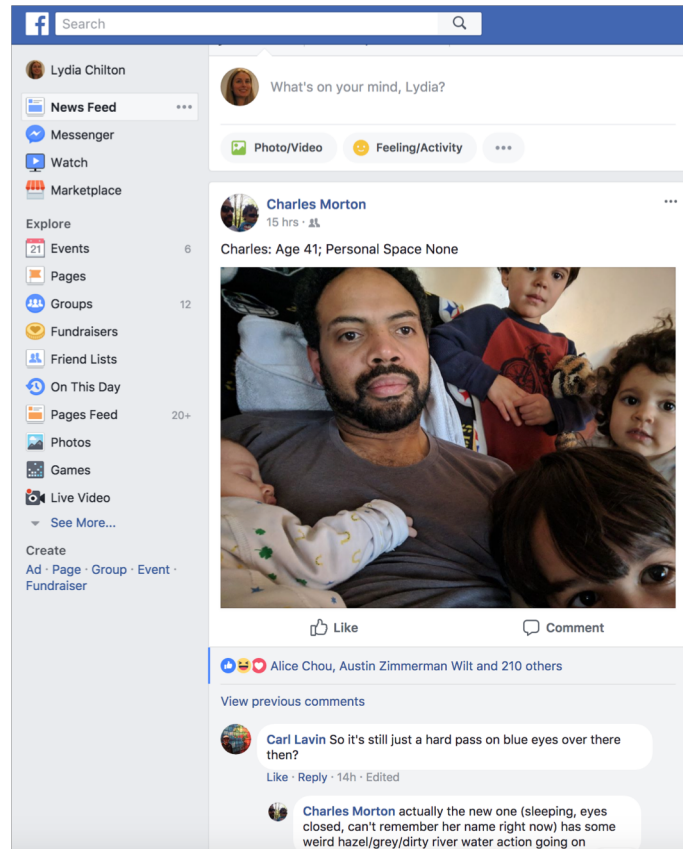 f
Search
Lydia Chilton
News Feed
Messenger
Watch
Marketplace
Explore
21 Events 6
Pages
Groups 12
Fundraisers
Friend Lists
On This Day
Pages Feed 20+
Photos
Games
Live Video
See More...
Create
Ad · Page · Group · Event ·
Fundraiser
What's on your mind, Lydia?
Photo/Video Feeling/Activity
Charles Morton
15 hrs ·
Charles: Age 41; Personal Space None
Like Comment
Alice Chou, Austin Zimmerman Wilt and 210 others
View previous comments
Carl Lavin So it's still just a hard pass on blue eyes over there
then?
Like · Reply · 14h · Edited
Charles Morton actually the new one (sleeping, eyes
closed, can't remember her name right now) has some
weird hazel/grey/dirty river water action going on